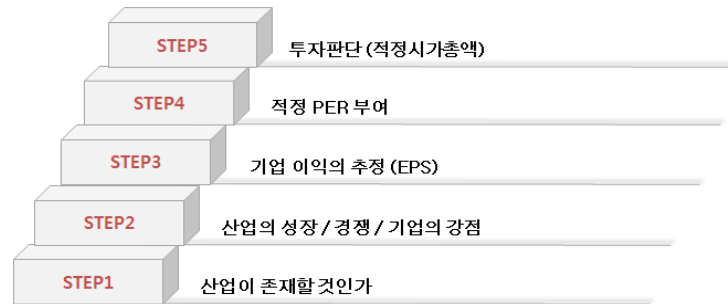 STEP5 투자판단 (적정시가총액)
STEP4 적정 PER 부여
STEP3 기업 이익의 추정 (EPS)
STEP2 산업의 성장 / 경쟁 / 기업의 강점
STEP1 산업이 존재할것인가